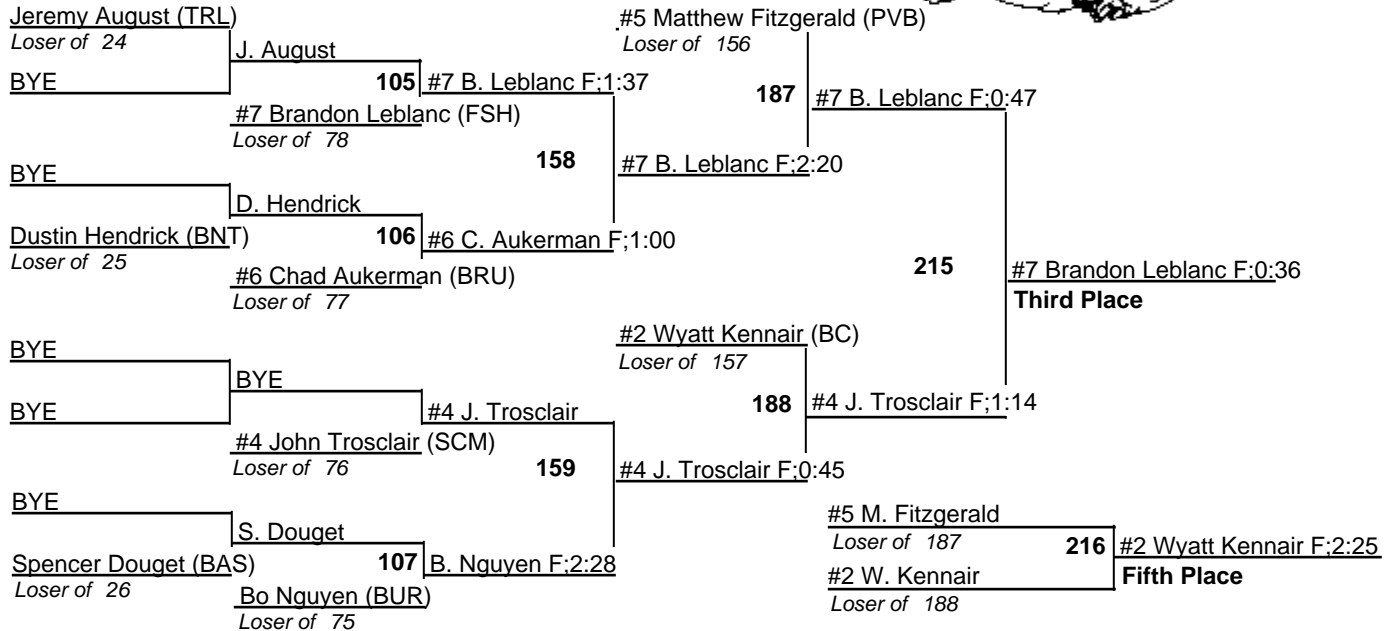 Jeremy August (TRL)
Loser of 24
J. August
BYE
105
#7 B. Leblanc F;1:37
#7 Brandon Leblanc (FSH)
Loser of 78
158
#7 B. Leblanc F;2:20
BYE
D. Hendrick
Dustin Hendrick (BNT)
Loser of 25
106
#6 C. Aukerman F;1:00
#6 Chad Aukerman (BRU)
Loser of 77
#5 Matthew Fitzgerald (PVB)
Loser of 156
187
#7 B. Leblanc F;0:47
215
#7 Brandon Leblanc F;0:36
Third Place
BYE
BYE
BYE
#4 J. Trosclair
#4 John Trosclair (SCM)
Loser of 76
159
#4 J. Trosclair F;0:45
BYE
S. Douget
Spencer Douget (BAS)
Loser of 26
107
B. Nguyen F;2:28
Bo Nguyen (BUR)
Loser of 75
#2 Wyatt Kennair (BC)
Loser of 157
188
#4 J. Trosclair F;1:14
#5 M. Fitzgerald
Loser of 187
216
#2 Wyatt Kennair F;2:25
Fifth Place
#2 W. Kennair
Loser of 188